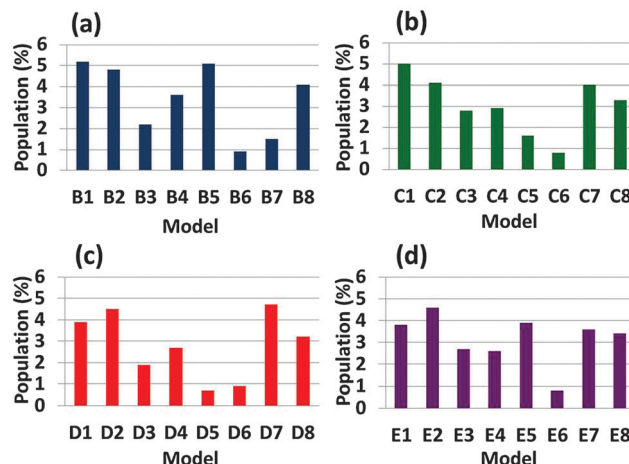 (a)
Population (%)
6
5
4
3
2
1
0
B1 B2 B3 B4 B5 B6 B7 B8
Model
(b)
Population (%)
6
5
4
3
2
1
0
C1 C2 C3 C4 C5 C6 C7 C8
Model
(c)
Population (%)
6
5
4
3
2
1
0
D1 D2 D3 D4 D5 D6 D7 D8
Model
(d)
Population (%)
6
5
4
3
2
1
0
E1 E2 E3 E4 E5 E6 E7 E8
Model